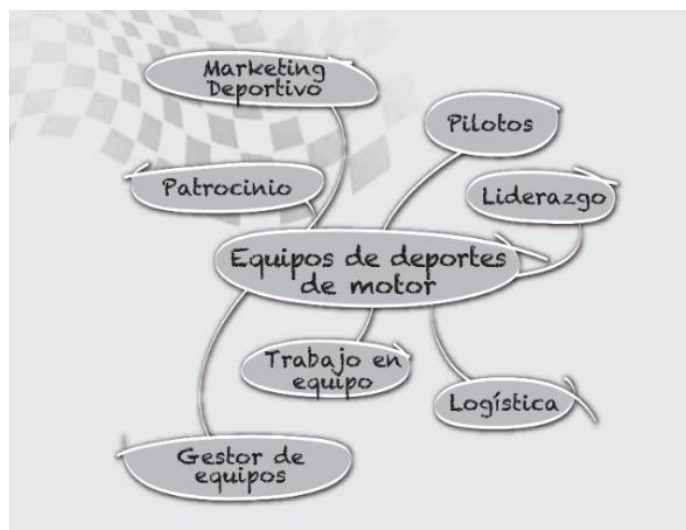 Marketing
Deportivo
Pilotos
Patrocinio
Liderazgo
Equipos de deportes
de motor
Trabajo en
equipo
Logística
Gestor de
equipos